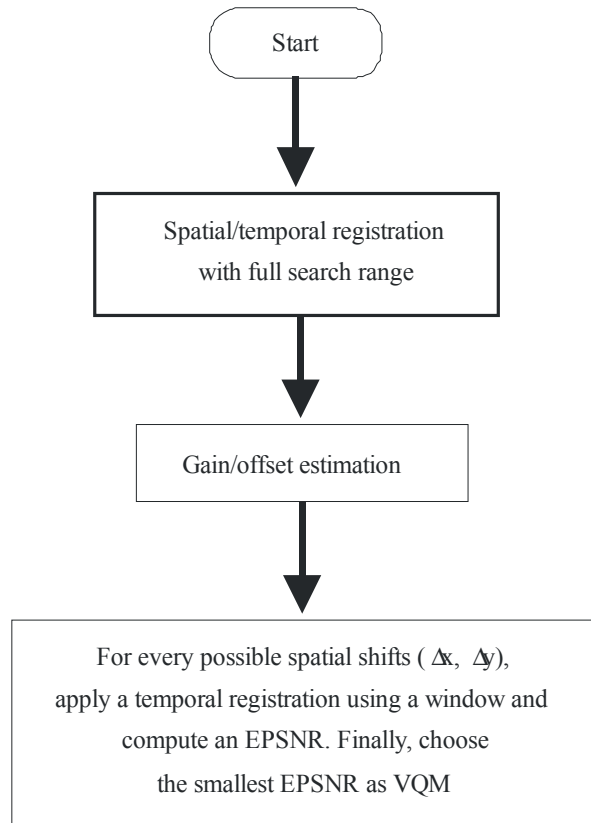 Start
Spatial/temporal registration
with full search range
Gain/offset estimation
For every possible spatial shifts ( Δx, Δy),
apply a temporal registration using a window and
compute an EPSNR. Finally, choose
the smallest EPSNR as VQM